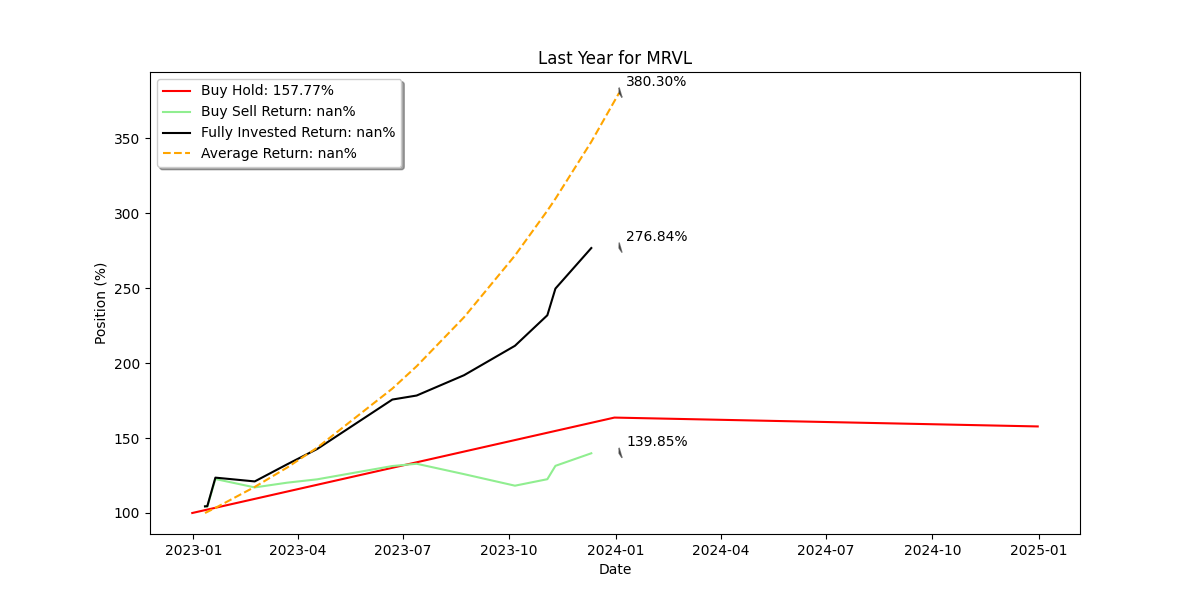 Last Year for MRVL
Buy Hold: 157.77%
Buy Sell Return: nan%
Fully Invested Return: nan%
Average Return: nan%
380.30%
276.84%
139.85%
Position (%)
350
300
250
200
150
100
2023-01
2023-04
2023-07
2023-10
2024-01
2024-04
2024-07
2024-10
2025-01
Date